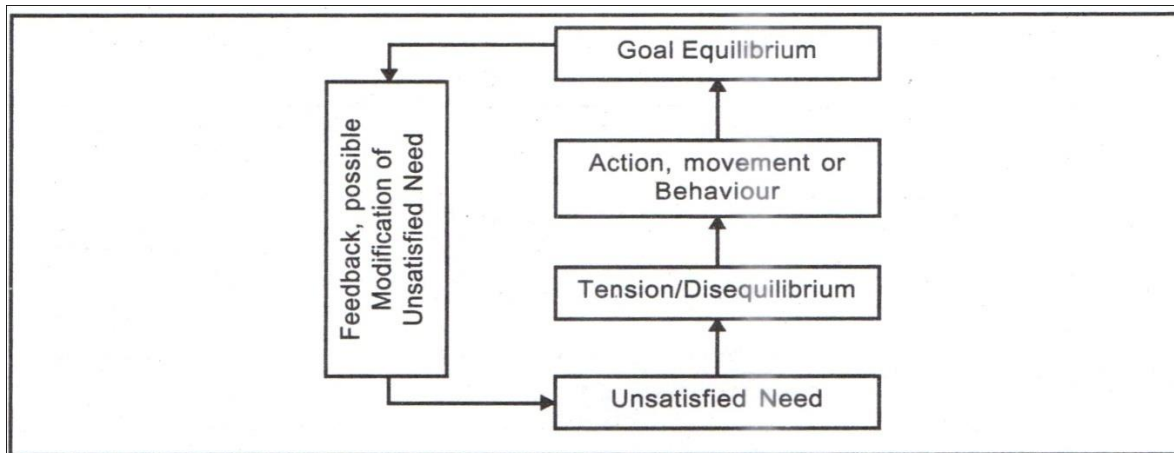 Goal Equilibrium
Feedback, possible
Modification of
Unsatisfied Need
Action, movement or
Behaviour
Tension/Disequilibrium
Unsatisfied Need